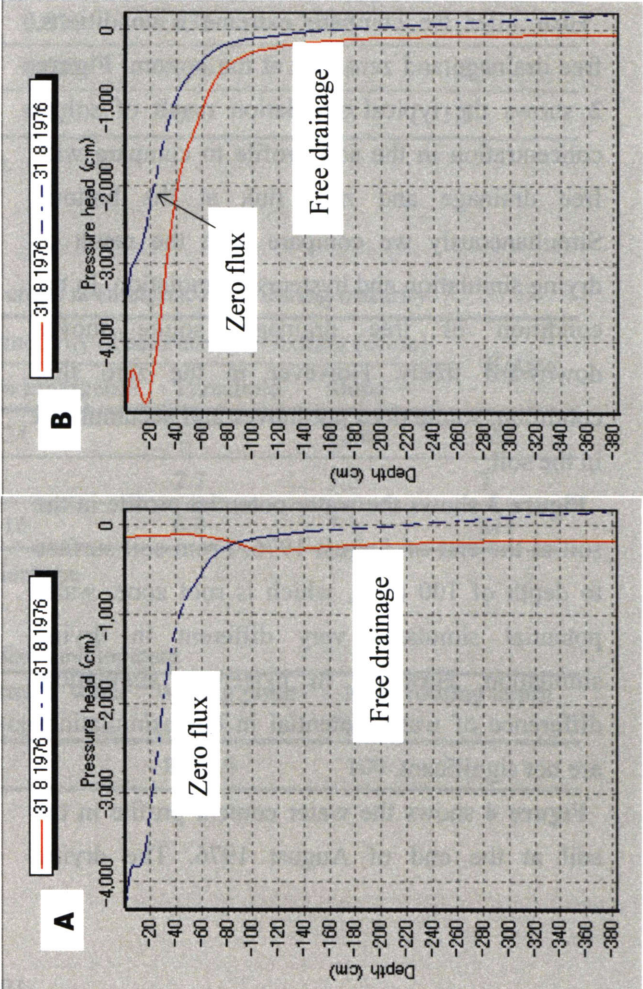 A
31 8 1976 31 8 1976
Pressure head (cm)
-4,000 -3,000 -2,000 -1,000 0
Depth (cm)
-20
-40
-60
-80
-100
-120
-140
-160
-180
-200
-220
-240
-260
-280
-300
-320
-340
-360
-380
Zero flux
Free drainage
B
31 8 1976 31 8 1976
Pressure head (cm)
-4,000 -3,000 -2,000 -1,000 0
Depth (cm)
-20
-40
-60
-80
-100
-120
-140
-160
-180
-200
-220
-240
-260
-280
-300
-320
-340
-360
-380
Zero flux
Free drainage